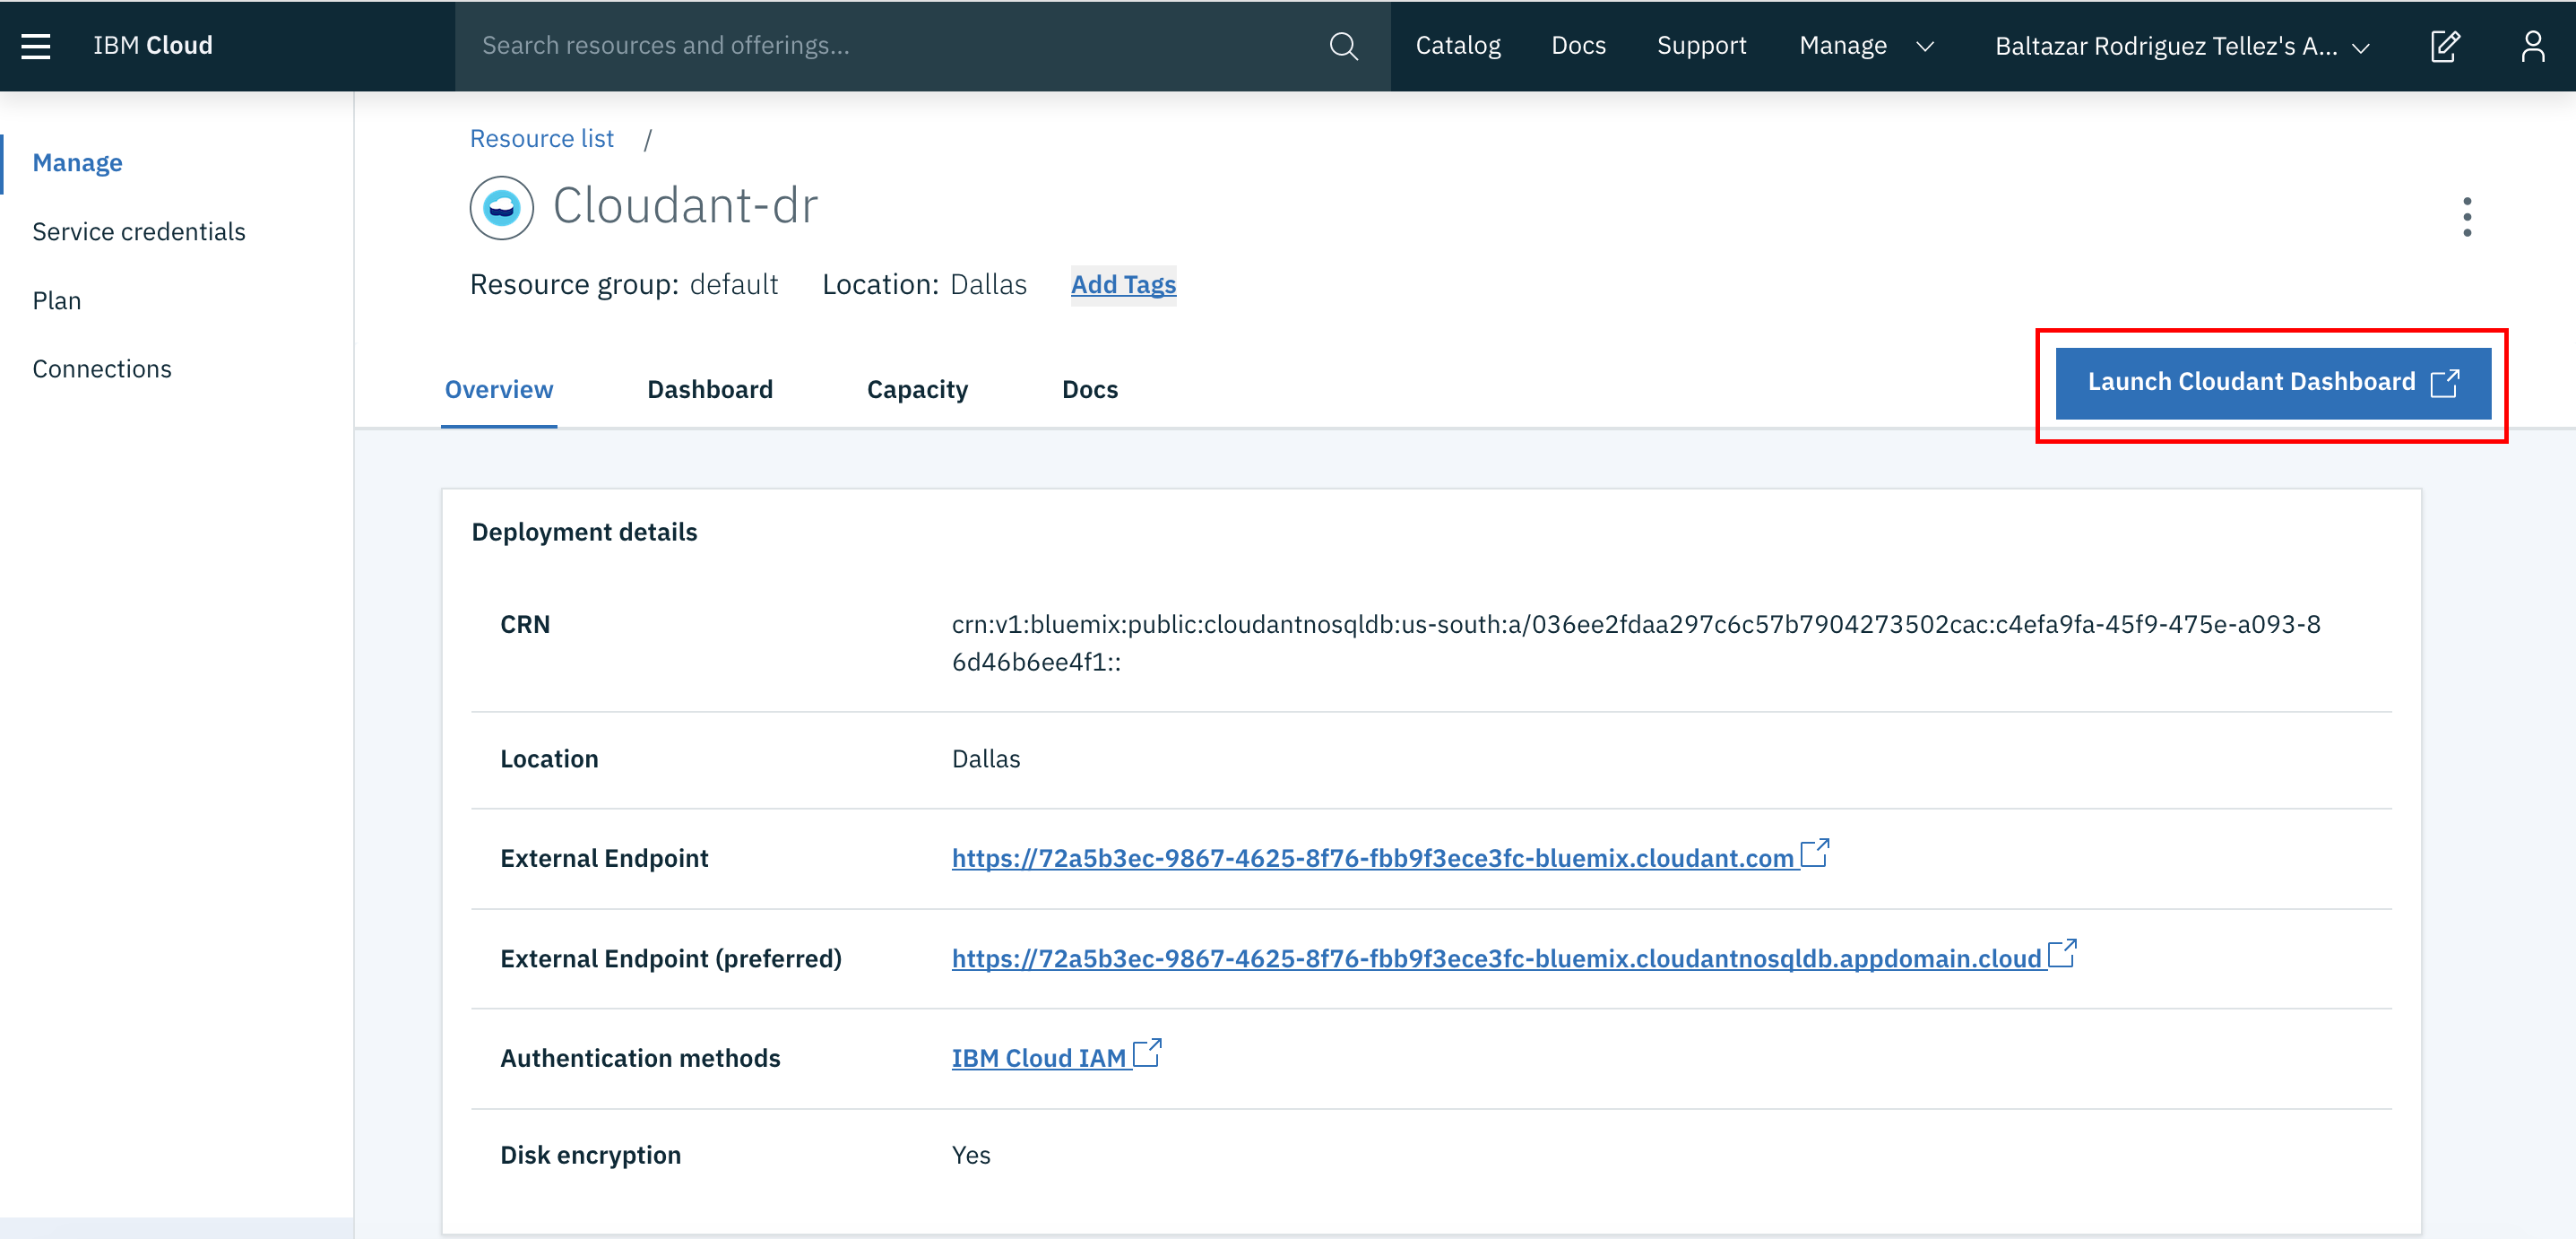 IBM Cloud
Search resources and offerings...
Catalog
Docs
Support
Manage
Baltazar Rodriguez Tellez's A...
Manage
Service credentials
Plan
Connections
Resource list /
Cloudant-dr
Resource group: default Location: Dallas Add Tags
Overview
Dashboard
Capacity
Docs
Launch Cloudant Dashboard
Deployment details
CRN
crn:v1:bluemix:public:cloudantnosqldb:us-south:a/036ee2fdaa297c6c57b7904273502cac:c4efa9fa-45f9-475e-a093-8
6d46b6ee4f1::
Location
Dallas
External Endpoint
https://72a5b3ec-9867-4625-8f76-fbb9f3ece3fc-bluemix.cloudant.com
External Endpoint (preferred)
https://72a5b3ec-9867-4625-8f76-fbb9f3ece3fc-bluemix.cloudantnosqldb.appdomain.cloud
Authentication methods
IBM Cloud IAM
Disk encryption
Yes